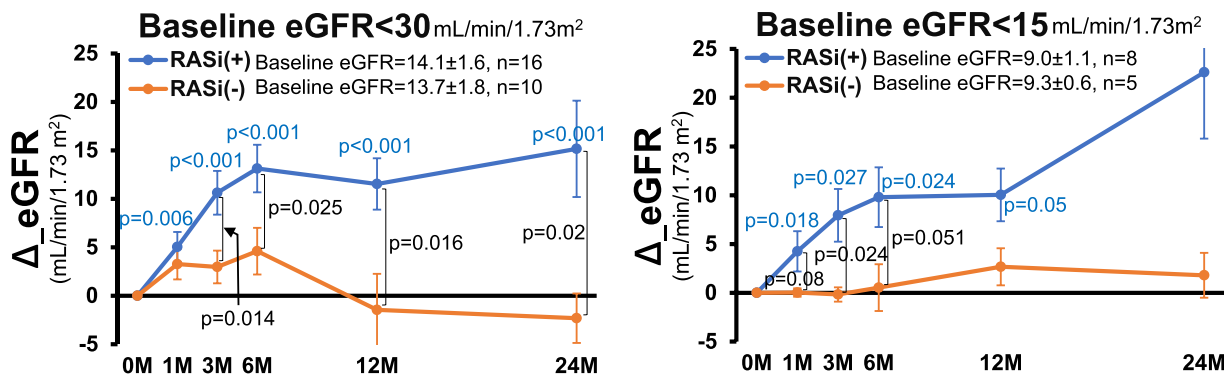 Baseline eGFR<30 mL/min/1.73m²
Δ_eGFR
(mL/min/1.73 m²)
25
20
15
10
5
0
-5
RASi(+) Baseline eGFR=14.1±1.6, n=16
RASi(-) Baseline eGFR=13.7±1.8, n=10
p<0.001
p<0.001
p<0.001
p<0.001
p=0.006
p=0.025
p=0.016
p=0.02
p=0.014
0M 1M 3M 6M 12M 24M
Baseline eGFR<15 mL/min/1.73m²
Δ_eGFR
(mL/min/1.73 m²)
25
20
15
10
5
0
-5
RASi(+) Baseline eGFR=9.0±1.1, n=8
RASi(-) Baseline eGFR=9.3±0.6, n=5
p=0.027
p=0.024
p=0.018
p=0.05
p=0.051
p=0.024
p=0.08
0M 1M 3M 6M 12M 24M